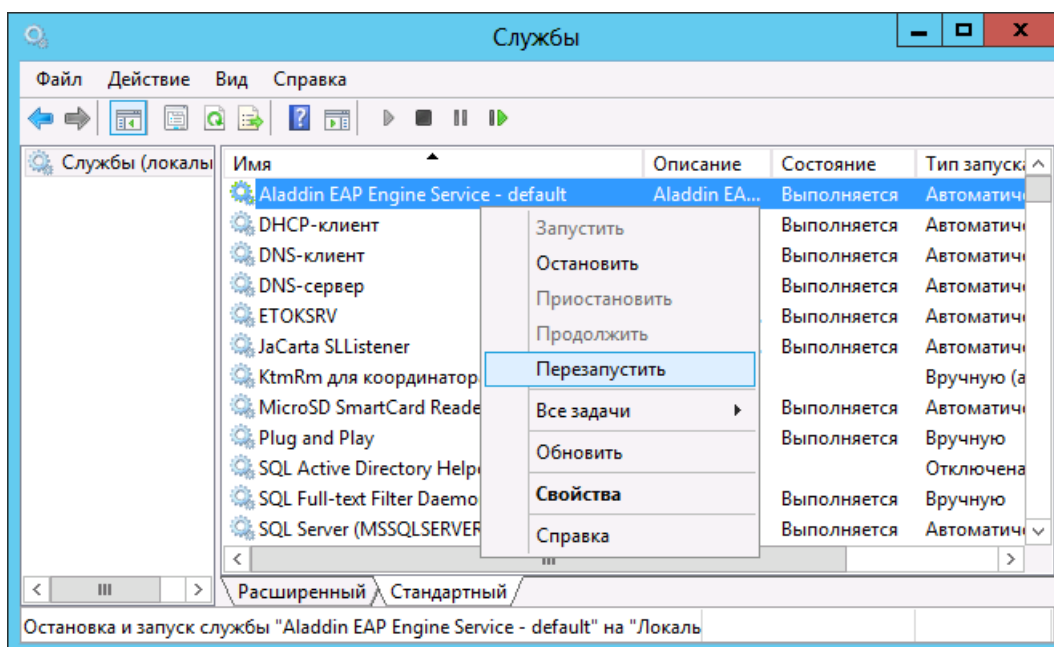 Службы
Файл Действие Вид Справка
Службы (локалы
Имя Описание Состояние Тип запуска
Aladdin EAP Engine Service - default Aladdin EA... Выполняется Автоматич
DHCP-клиент Выполняется Автоматич
DNS-клиент Выполняется Автоматич
DNS-сервер Выполняется Автоматич
ETOKSRV Выполняется Автоматич
JaCarta SLListener Выполняется Автоматич
KtmRm для координатор Вручную (а
MicroSD SmartCard Reade Выполняется Автоматич
Plug and Play Выполняется Вручную
SQL Active Directory Help Отключена
SQL Full-text Filter Daemo Выполняется Вручную
SQL Server (MSSQLSERVER Выполняется Автоматич
Запустить
Остановить
Приостановить
Продолжить
Перезапустить
Все задачи
Обновить
Свойства
Справка
Расширенный Стандартный
Остановка и запуск службы "Aladdin EAP Engine Service - default" на "Локаль